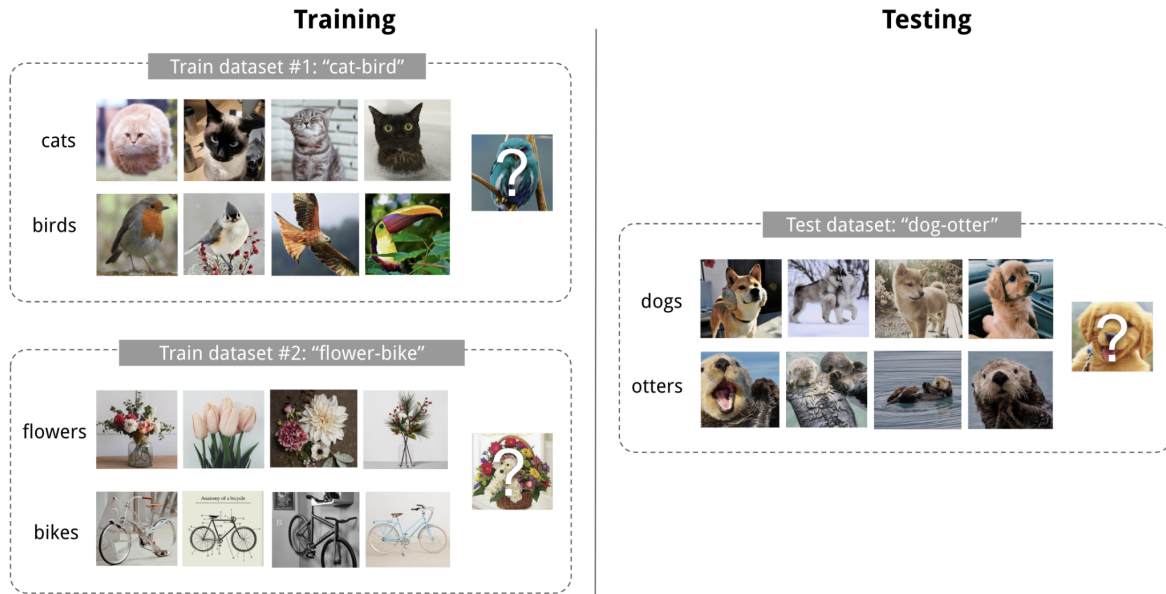 Training
Testing
Train dataset #1: “cat-bird”
cats
?
birds
Train dataset #2: “flower-bike”
flowers
?
Anatomy of a bicycle
bikes
Test dataset: “dog-otter”
dogs
?
otters